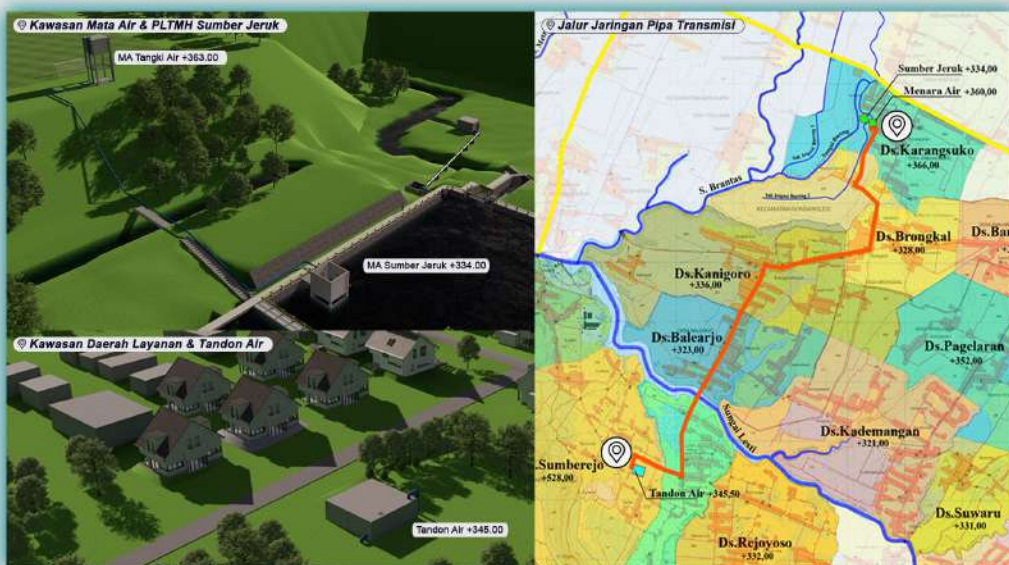 Kawasan Mata Air & PLTMH Sumber Jeruk
MA Tangki Air +363.00
MA Sumber Jeruk +334.00
Kawasan Daerah Layanan & Tandon Air
Tandon Air +345.00
Jalur Jaringan Pipa Transmisi
Sumber Jeruk +334,00
Menara Air +360,00
Ds.Karangsuko
+366,00
S. Brantas
Ds.Brongkal
+328,00
Ds.Kanigoro
+336,00
Ds.Balearjo
+323,00
Ds.Pagelaran
+352,00
Sungai Lesti
Ds.Kademangan
+321,00
.Sumberejo
+528,00
Tandon Air +345,50
Ds.Suwaru
+331,00
Ds.Rejoyoso
+332,00